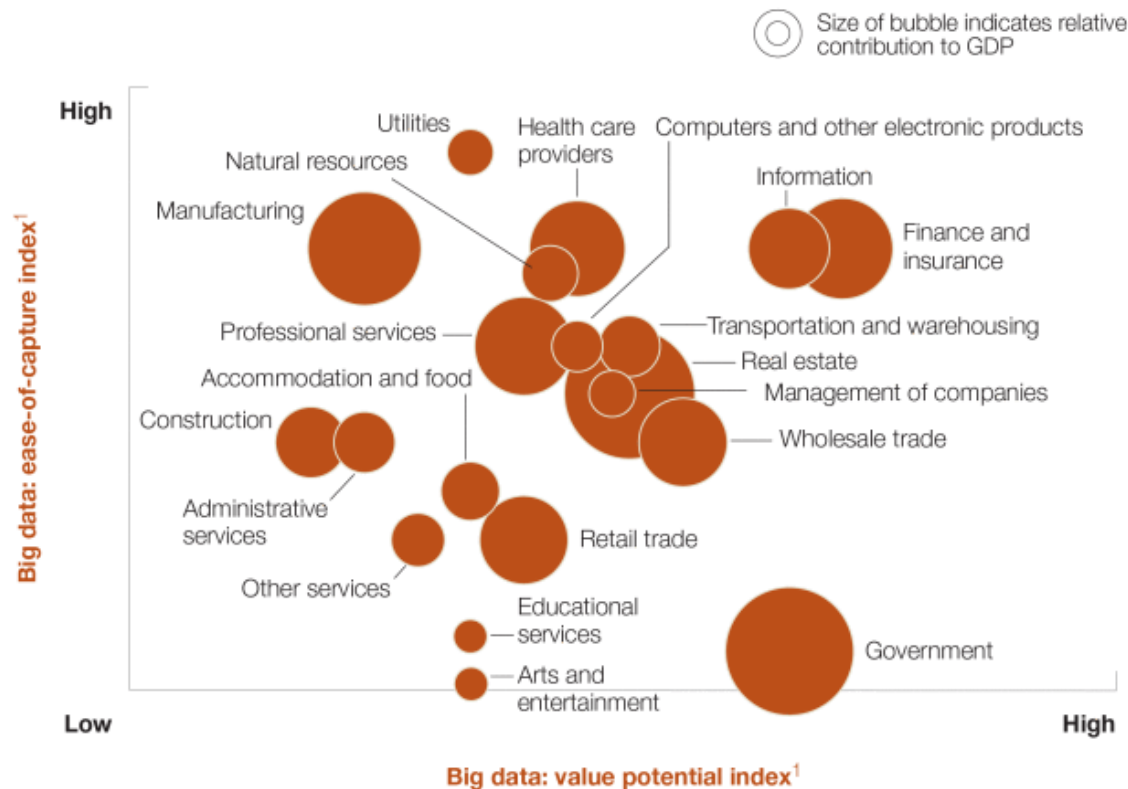 Size of bubble indicates relative
contribution to GDP
High
Utilities
Health care
providers
Computers and other electronic products
Natural resources
Information
Manufacturing
Finance and
insurance
Professional services
Transportation and warehousing
Real estate
Accommodation and food
Management of companies
Construction
Wholesale trade
Administrative
services
Retail trade
Other services
Educational
services
Government
Arts and
entertainment
Low
High
Big data: ease-of-capture index¹
Big data: value potential index¹